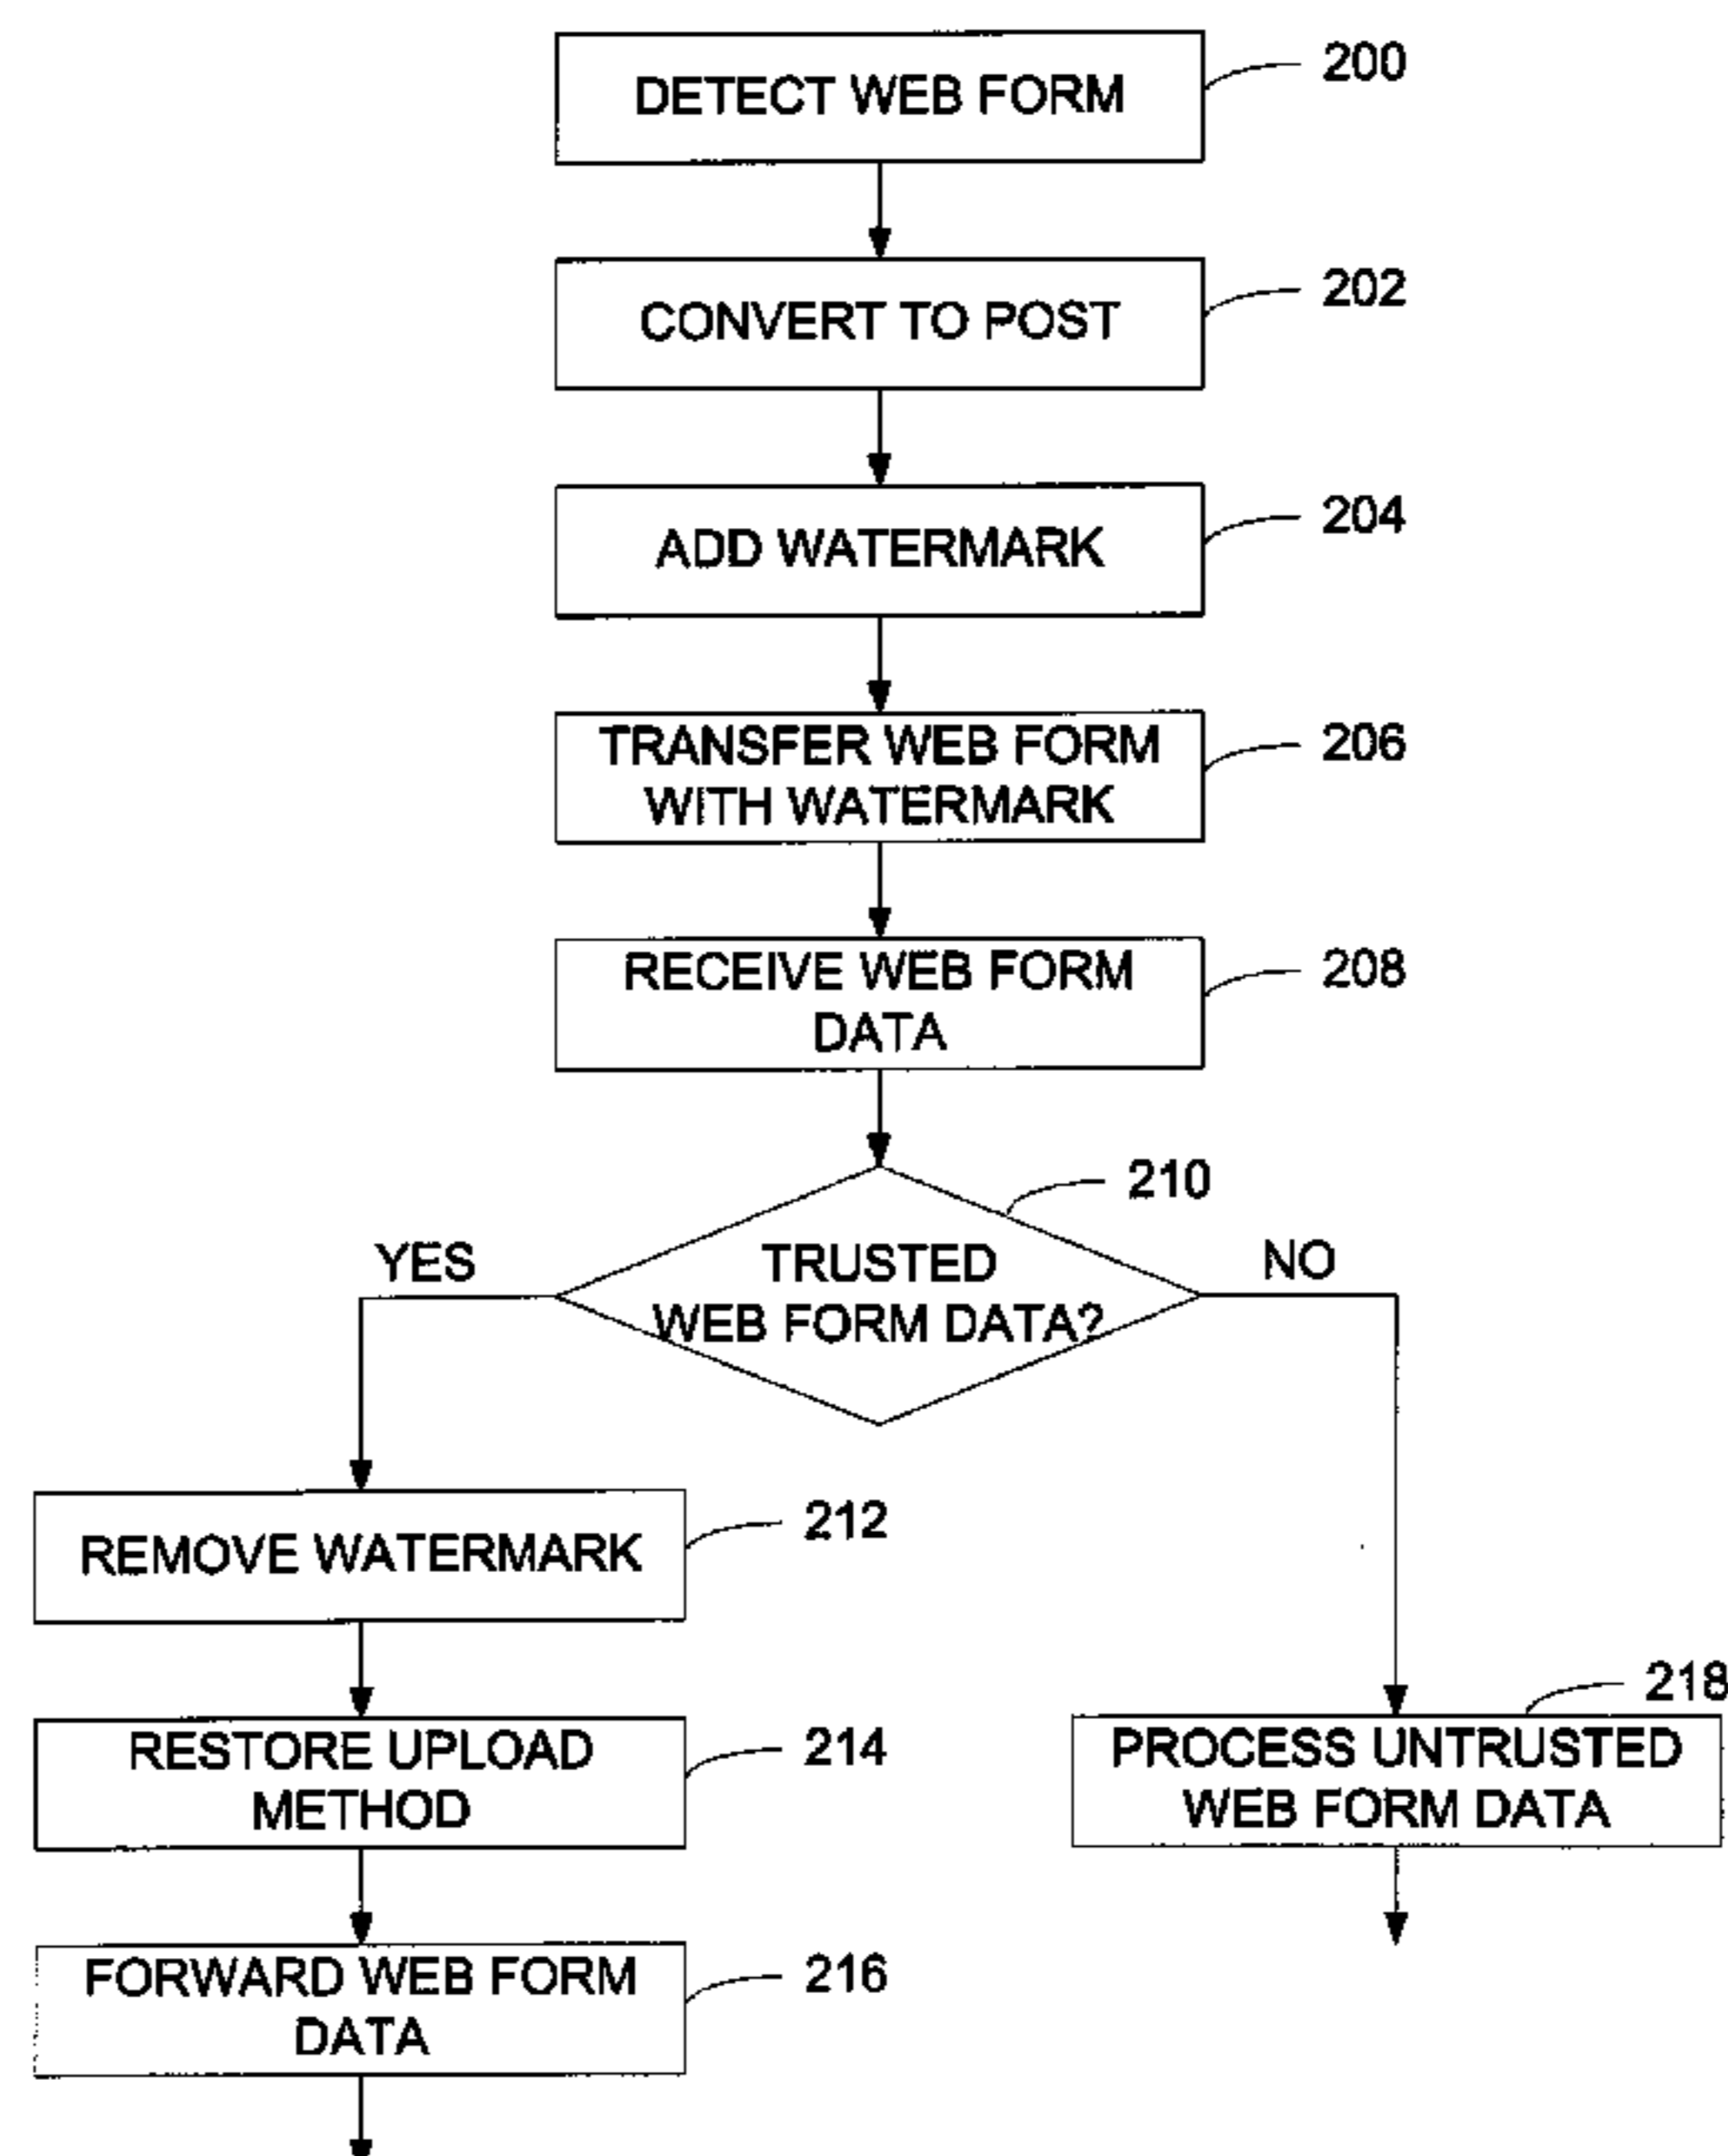 DETECT WEB FORM
200
CONVERT TO POST
202
ADD WATERMARK
204
TRANSFER WEB FORM
WITH WATERMARK
206
RECEIVE WEB FORM
DATA
208
TRUSTED
WEB FORM DATA?
210
YES
NO
REMOVE WATERMARK
212
RESTORE UPLOAD
METHOD
214
PROCESS UNTRUSTED
WEB FORM DATA
218
FORWARD WEB FORM
DATA
216